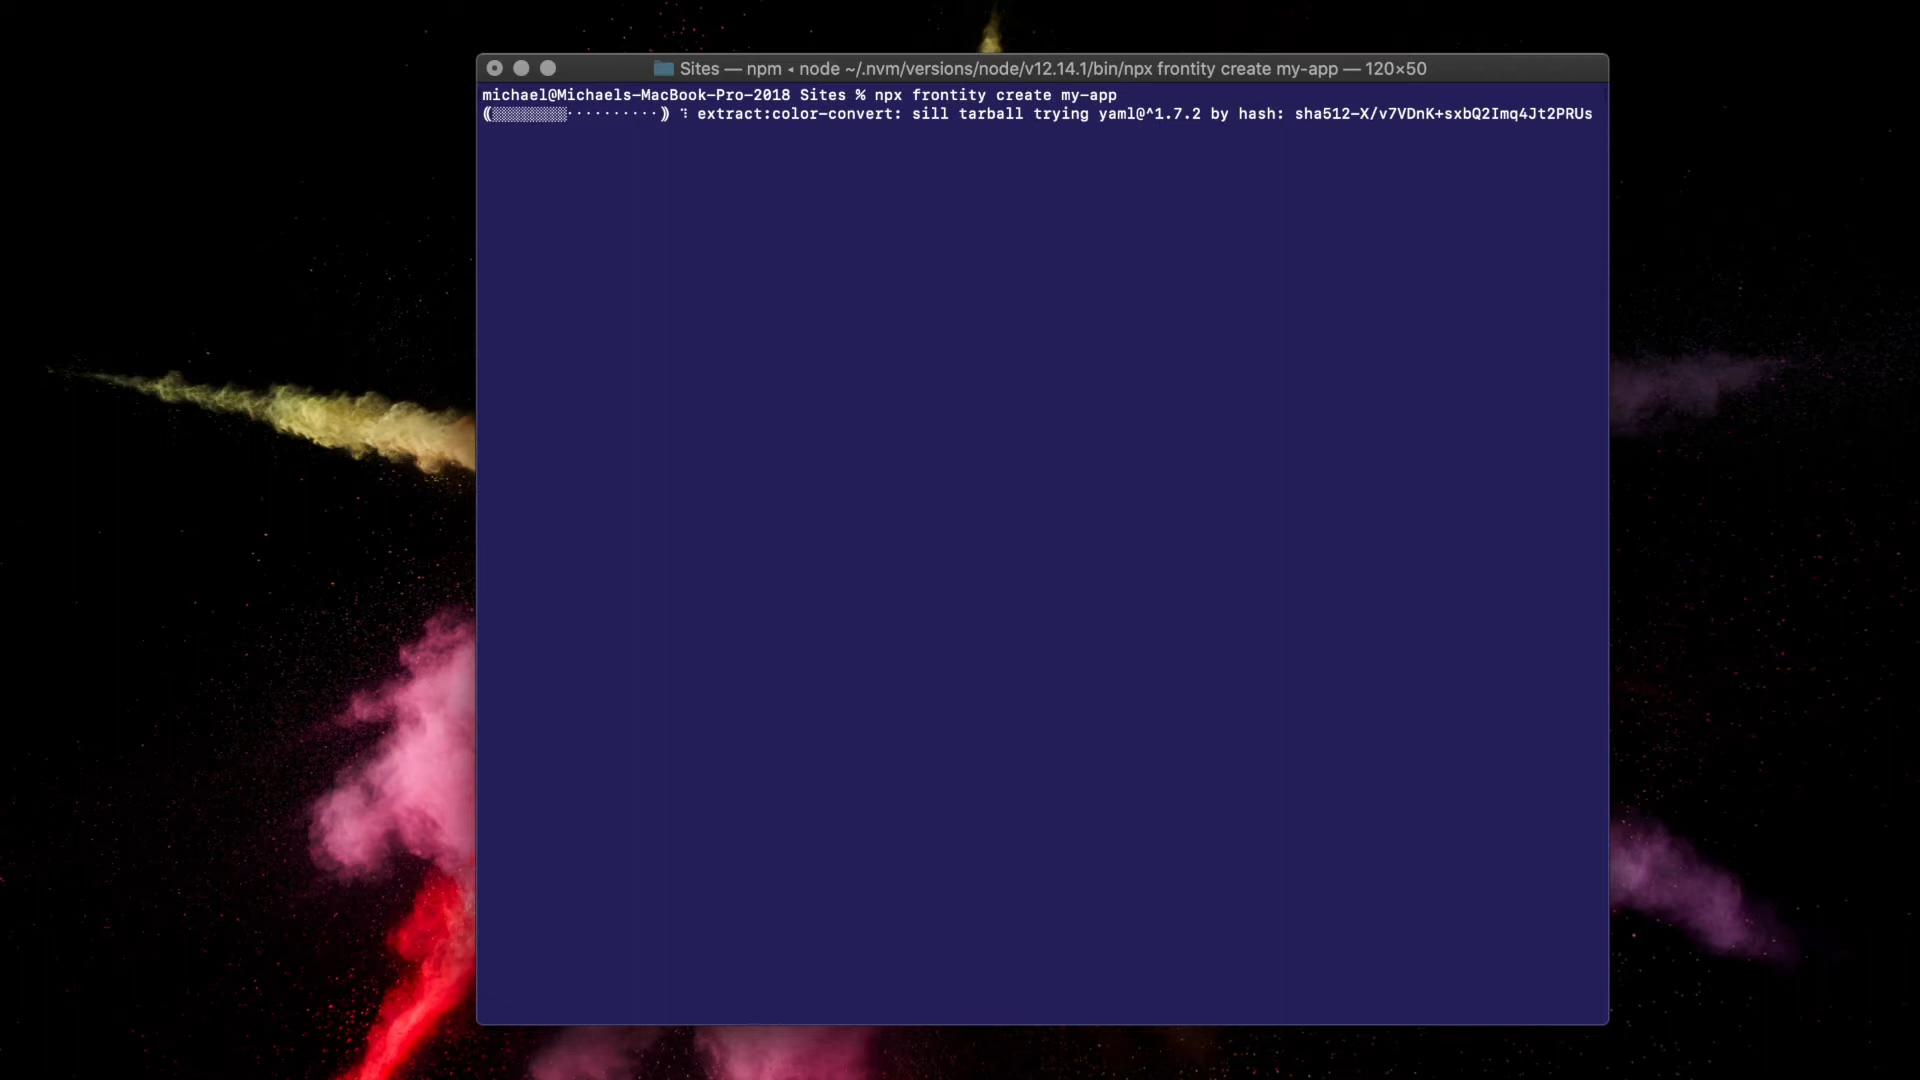 Sites — npm ◂ node ~/.nvm/versions/node/v12.14.1/bin/npx frontity create my-app — 120×50
michael@Michaels-MacBook-Pro-2018 Sites % npx frontity create my-app
(░░░░░░░░··········) ⠹ extract:color-convert: sill tarball trying yaml@^1.7.2 by hash: sha512-X/v7VDnK+sxbQ2Imq4Jt2PRUs